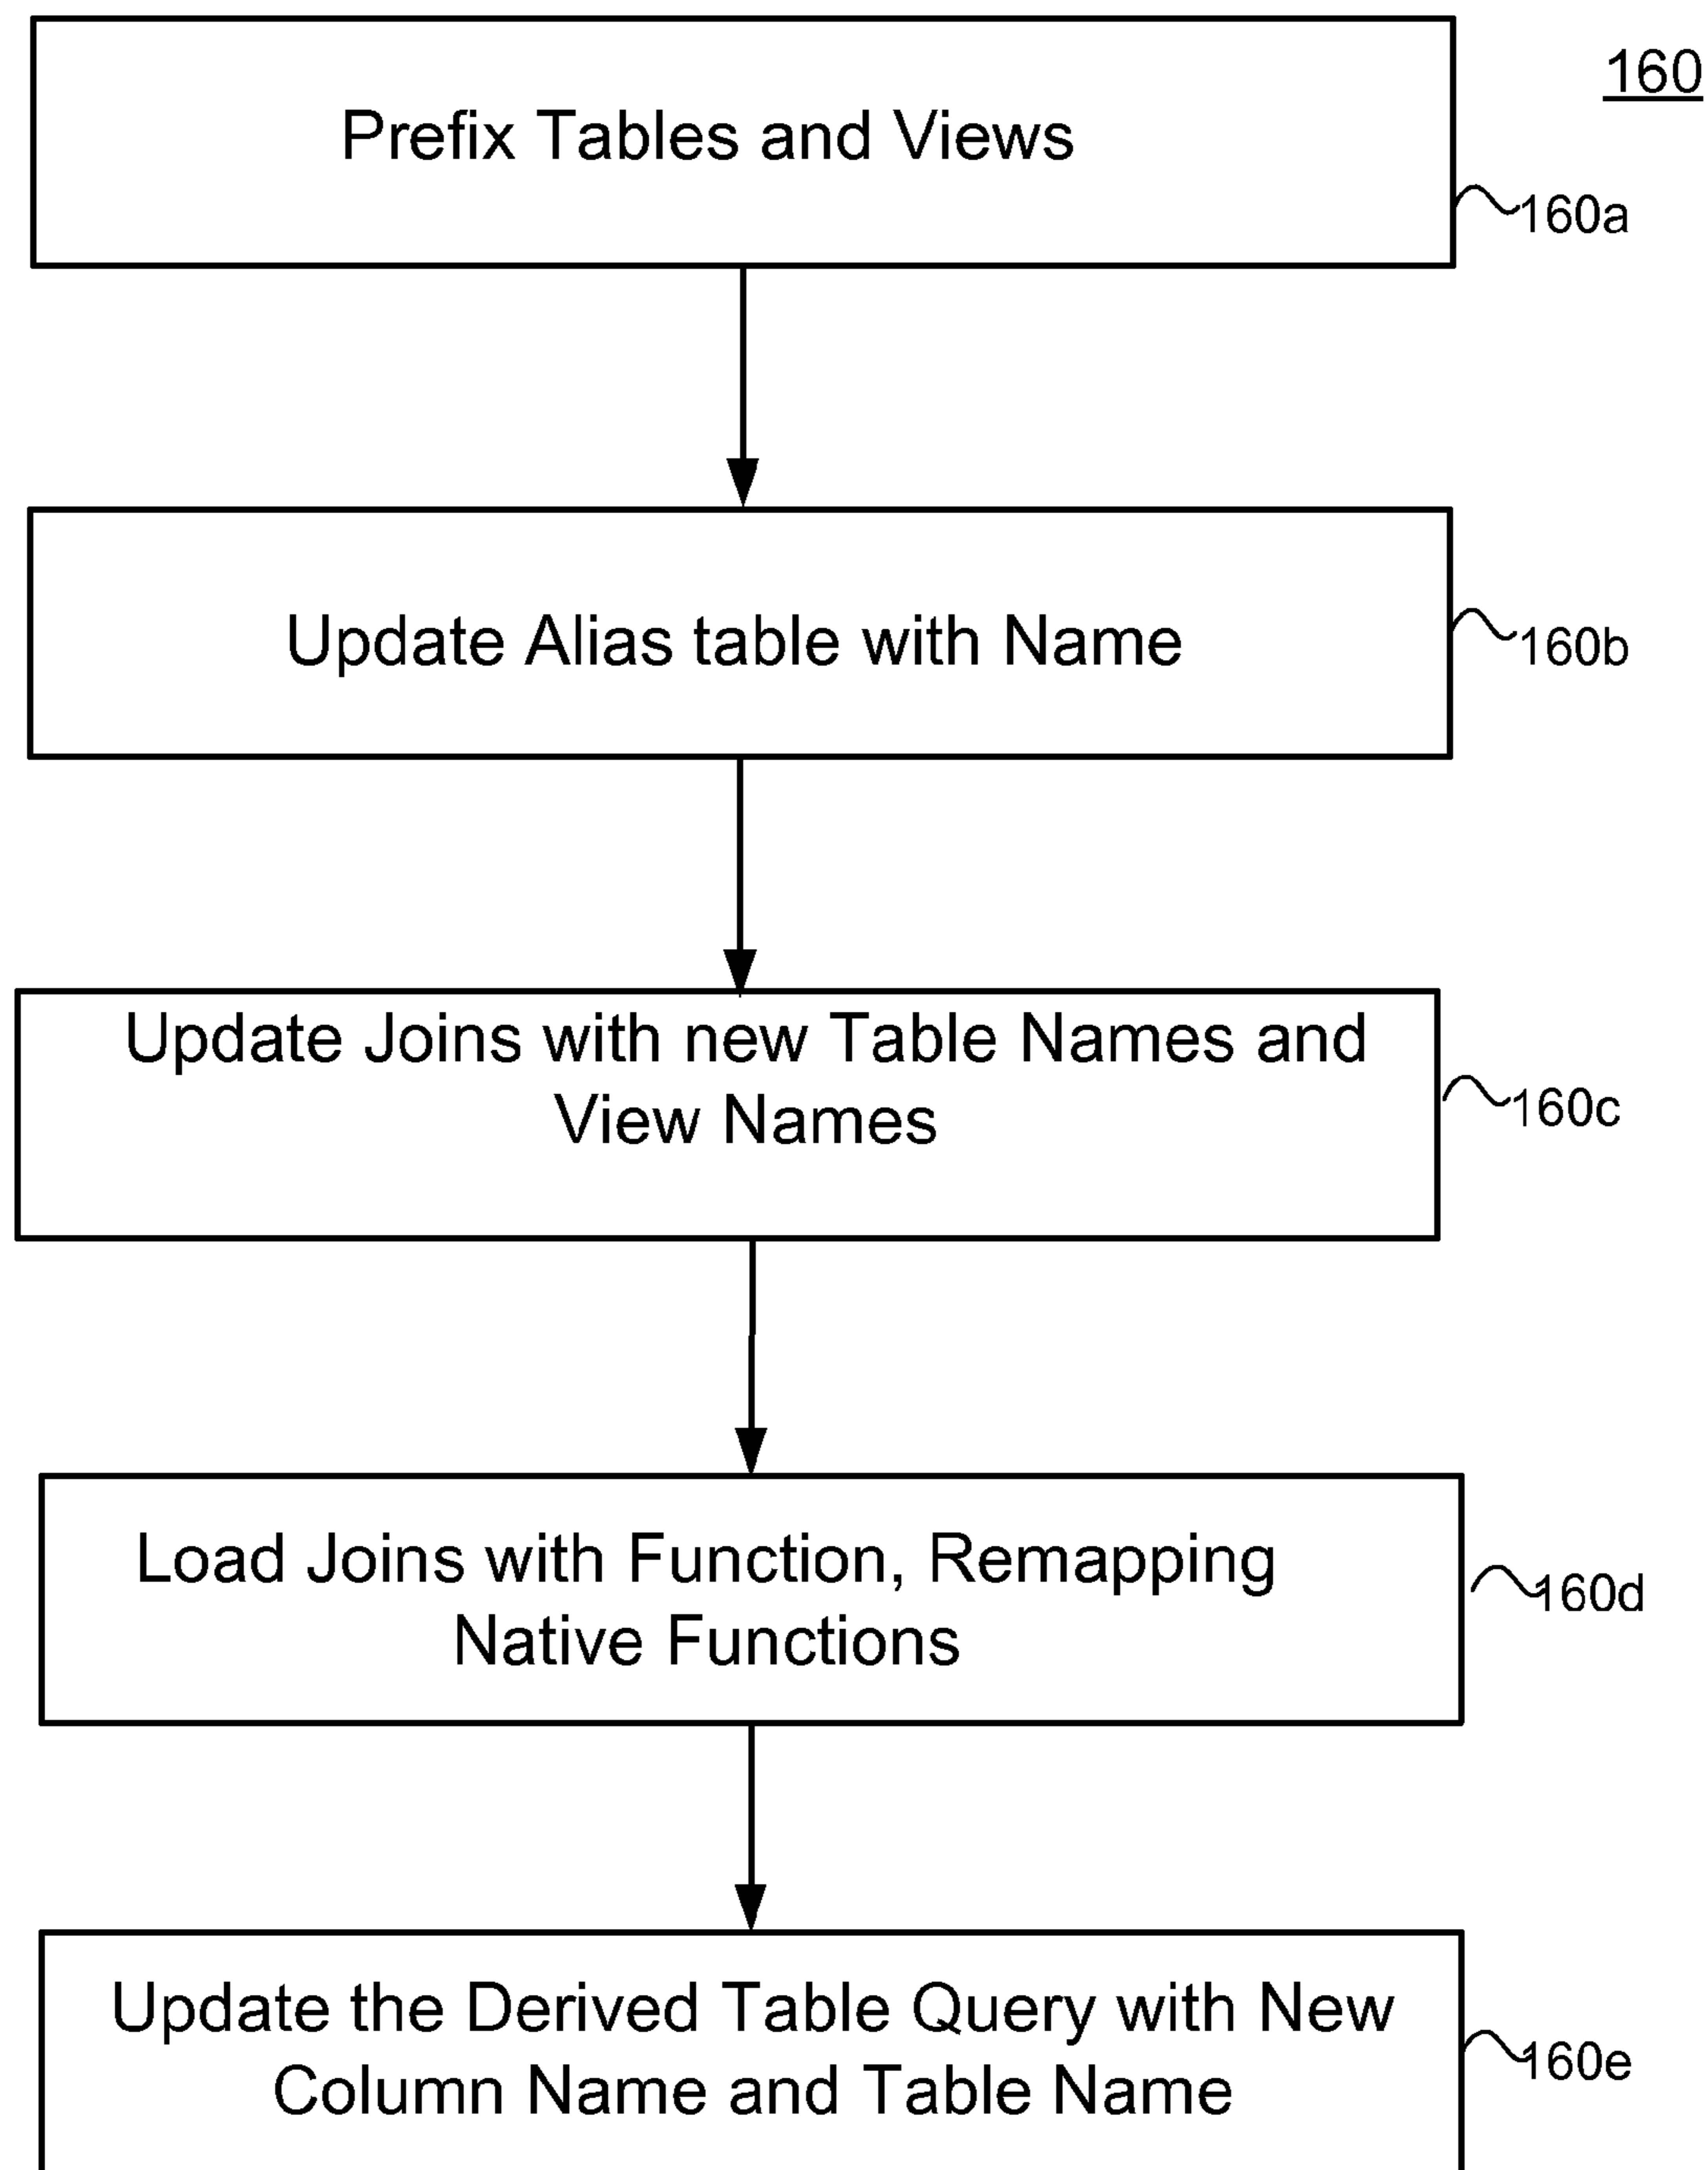 160
Prefix Tables and Views
160a
Update Alias table with Name
160b
Update Joins with new Table Names and
View Names
160c
Load Joins with Function, Remapping
Native Functions
160d
Update the Derived Table Query with New
Column Name and Table Name
160e